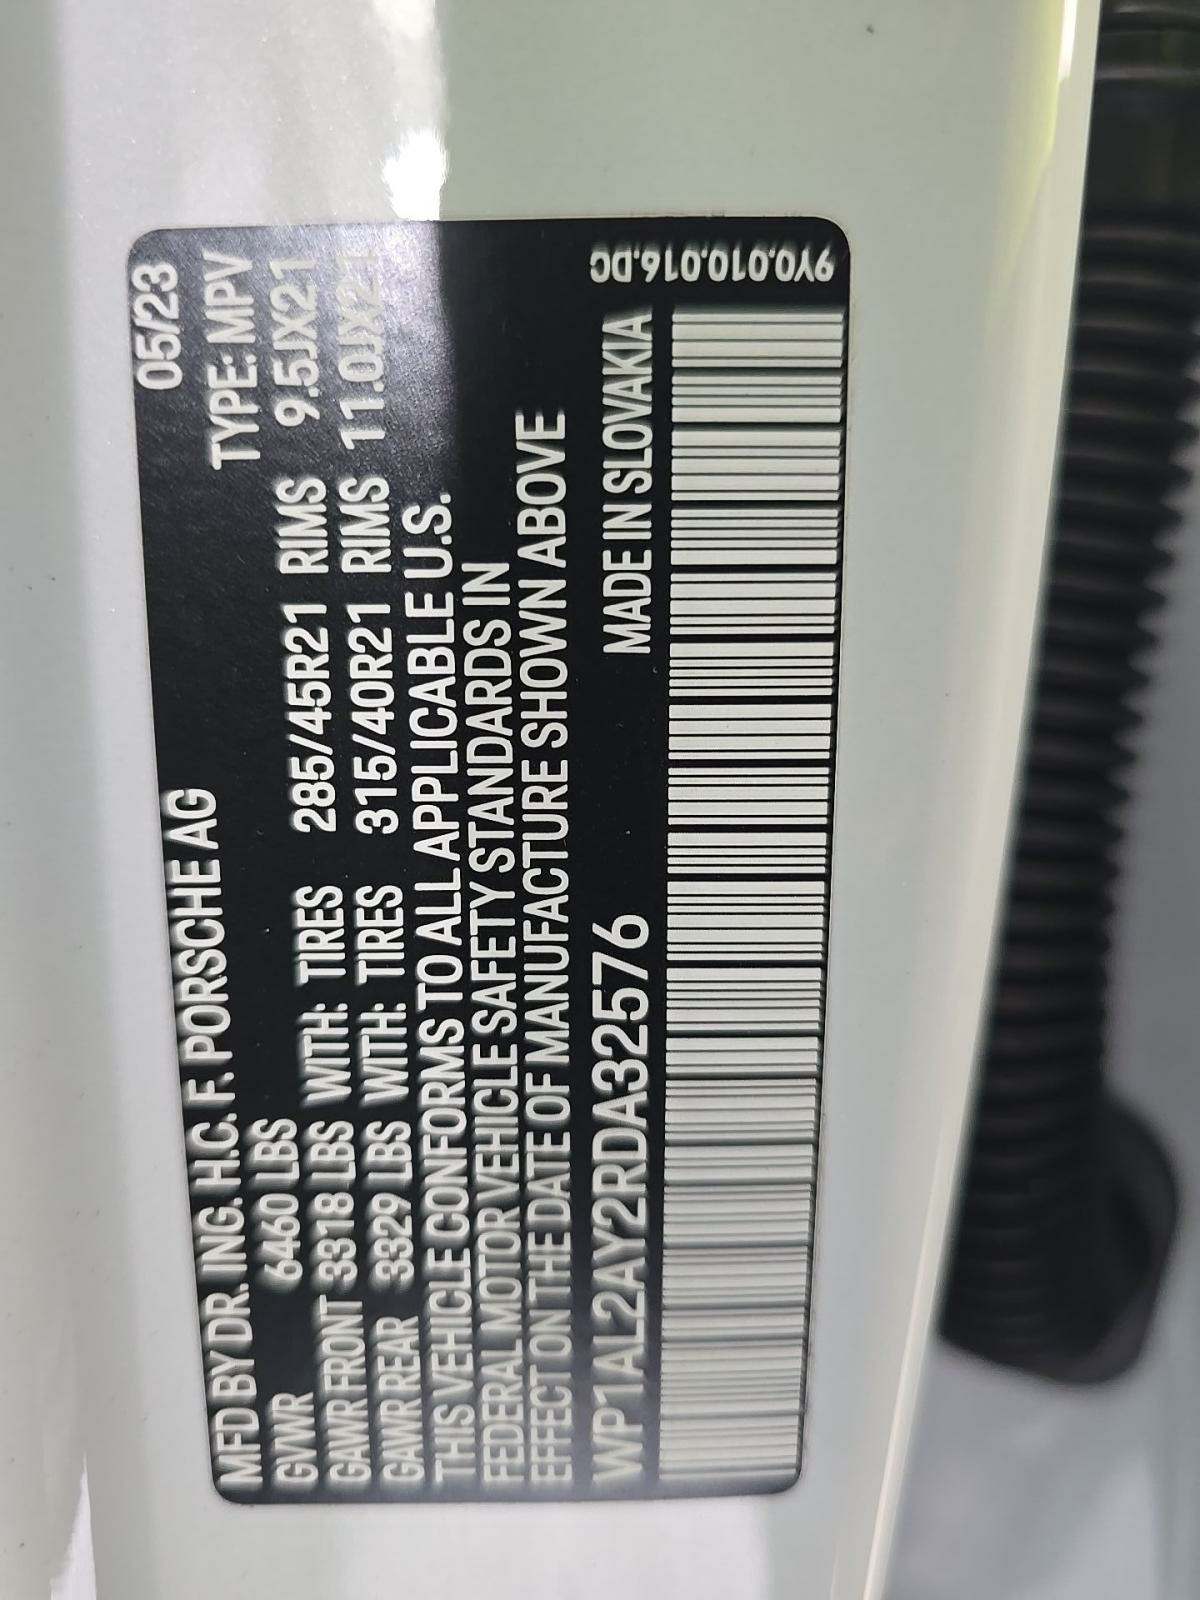 MFD BY DR. ING. H.C. F. PORSCHE AG 05/23
GVWR 6460 LBS TYPE: MPV
GAWR FRONT 3318 LBS WITH: TIRES 285/45R21 RIMS 9.5JX21
GAWR REAR 3329 LBS WITH: TIRES 315/40R21 RIMS 11.0JX21
THIS VEHICLE CONFORMS TO ALL APPLICABLE U.S.
FEDERAL MOTOR VEHICLE SAFETY STANDARDS IN
EFFECT ON THE DATE OF MANUFACTURE SHOWN ABOVE
WP1AL2AY2RDA32576 MADE IN SLOVAKIA
9Y0.010.016.DC